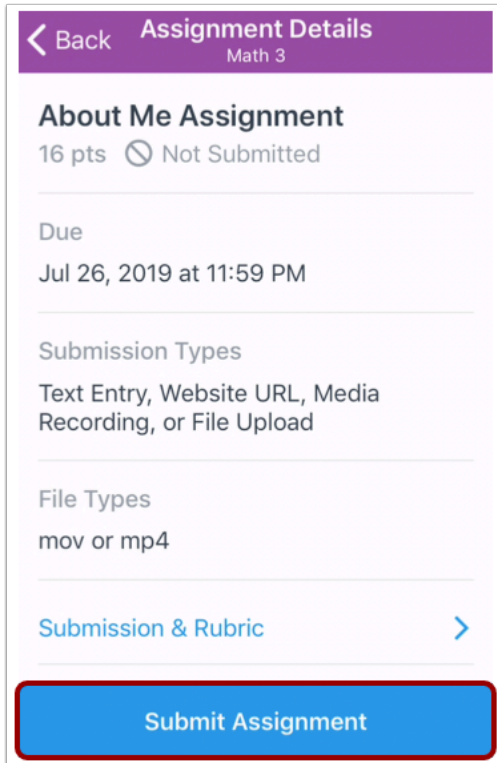 Back
Assignment Details
Math 3
About Me Assignment
16 pts Not Submitted
Due
Jul 26, 2019 at 11:59 PM
Submission Types
Text Entry, Website URL, Media
Recording, or File Upload
File Types
mov or mp4
Submission & Rubric
Submit Assignment